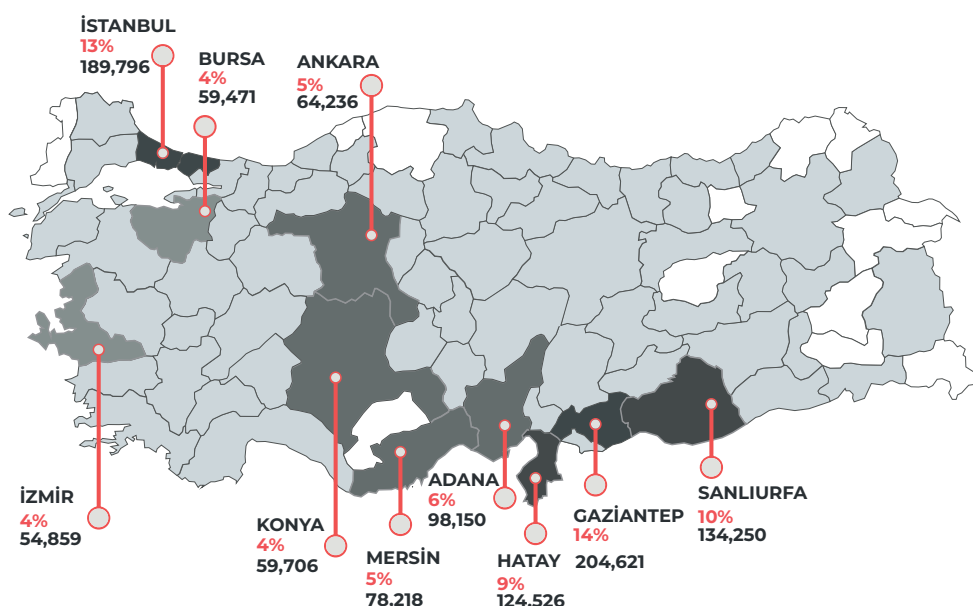 İSTANBUL
13%
189,796
BURSA
4%
59,471
ANKARA
5%
64,236
İZMİR
4%
54,859
KONYA
4%
59,706
MERSİN
5%
78,218
ADANA
6%
98,150
HATAY
9%
124,526
GAZİANTEP
14%
204,621
SANLIURFA
10%
134,250